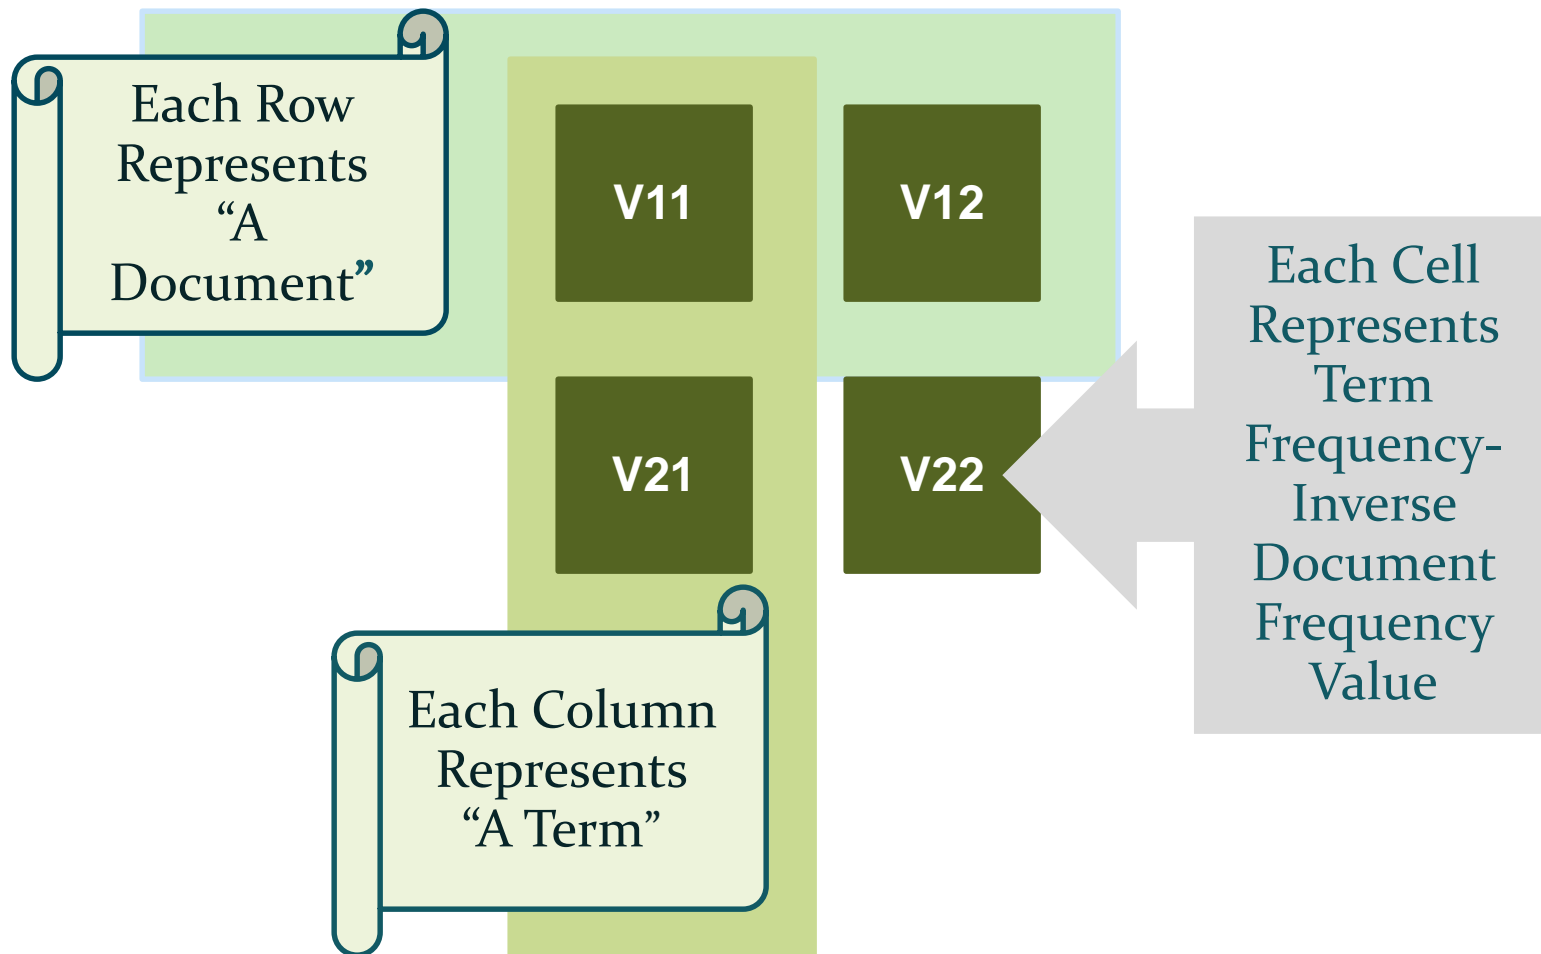 Each Row
Represents
“A
Document”
V11
V12
V21
V22
Each Column
Represents
“A Term”
Each Cell
Represents
Term
Frequency-
Inverse
Document
Frequency
Value